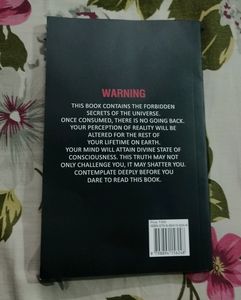 WARNING
THIS BOOK CONTAINS THE FORBIDDEN
SECRETS OF THE UNIVERSE.
ONCE CONSUMED, THERE IS NO GOING BACK.
YOUR PERCEPTION OF REALITY WILL BE
ALTERED FOR THE REST OF
YOUR LIFETIME ON EARTH.
YOUR MIND WILL ATTAIN DIVINE STATE OF
CONSCIOUSNESS. THIS TRUTH MAY NOT
ONLY CHALLENGE YOU, IT MAY SHATTER YOU.
CONTEMPLATE DEEPLY BEFORE YOU
DARE TO READ THIS BOOK.